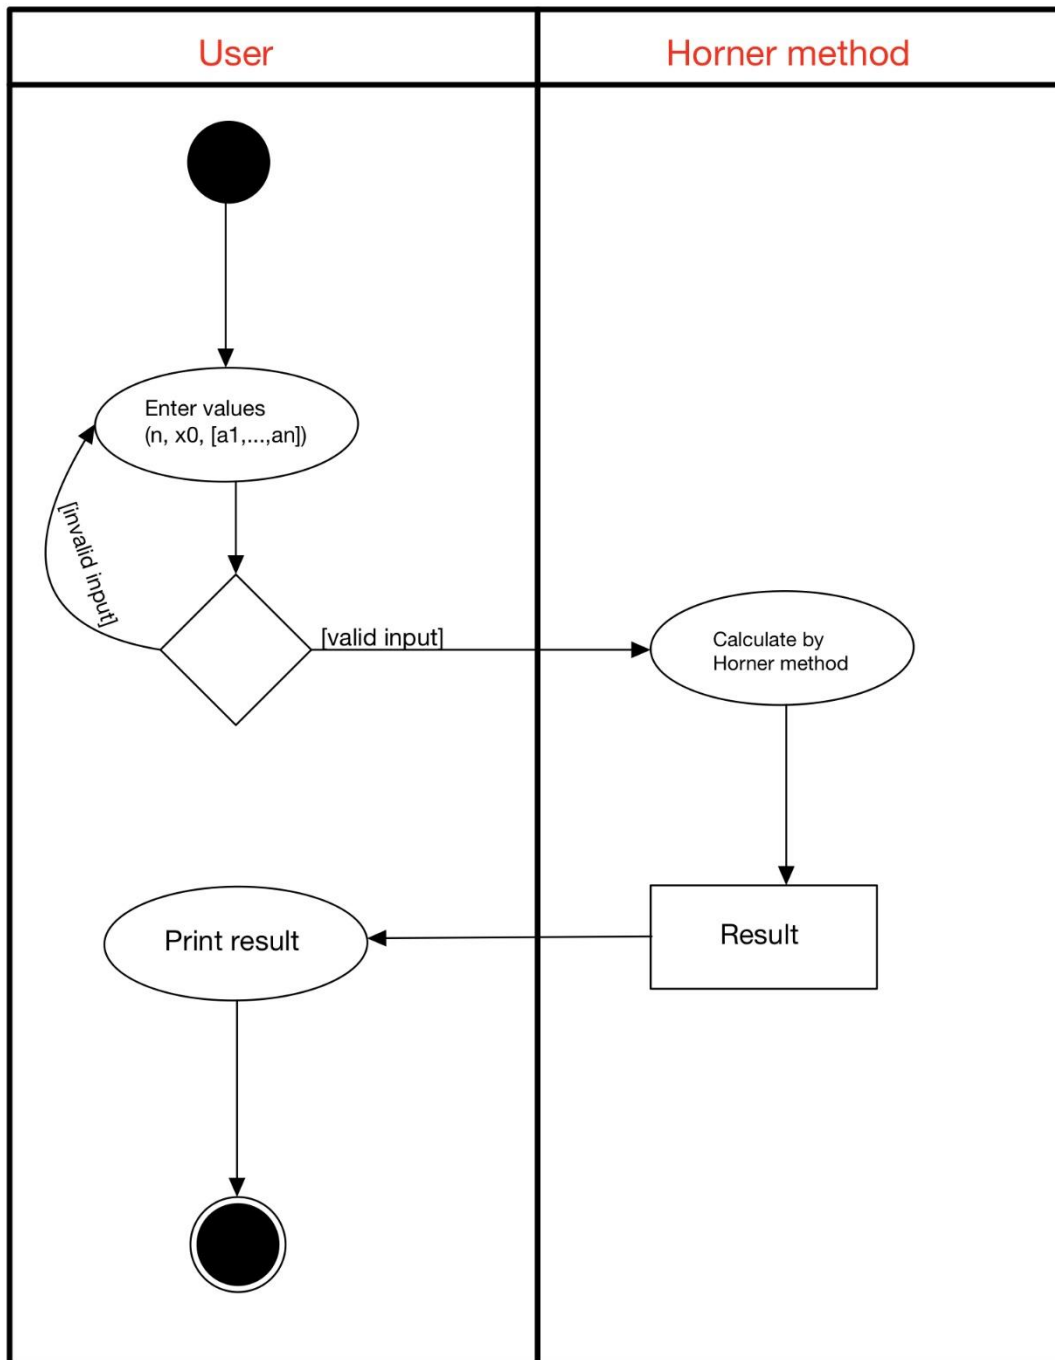 User
Horner method
Enter values
(n, x0, [a1,...,an])
[invalid input]
[valid input]
Calculate by
Horner method
Print result
Result